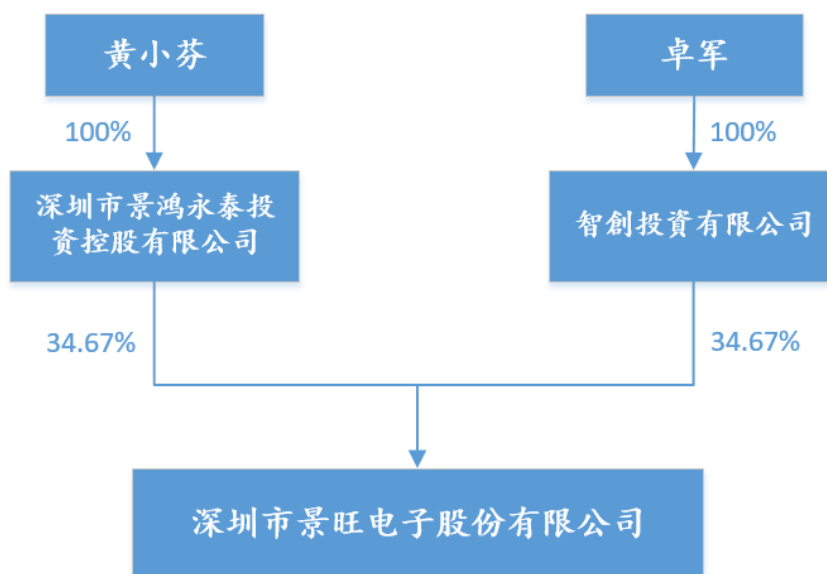 黄小芬
卓军
100%
100%
深圳市景鸿永泰投
资控股有限公司
智創投資有限公司
34.67%
34.67%
深圳市景旺电子股份有限公司